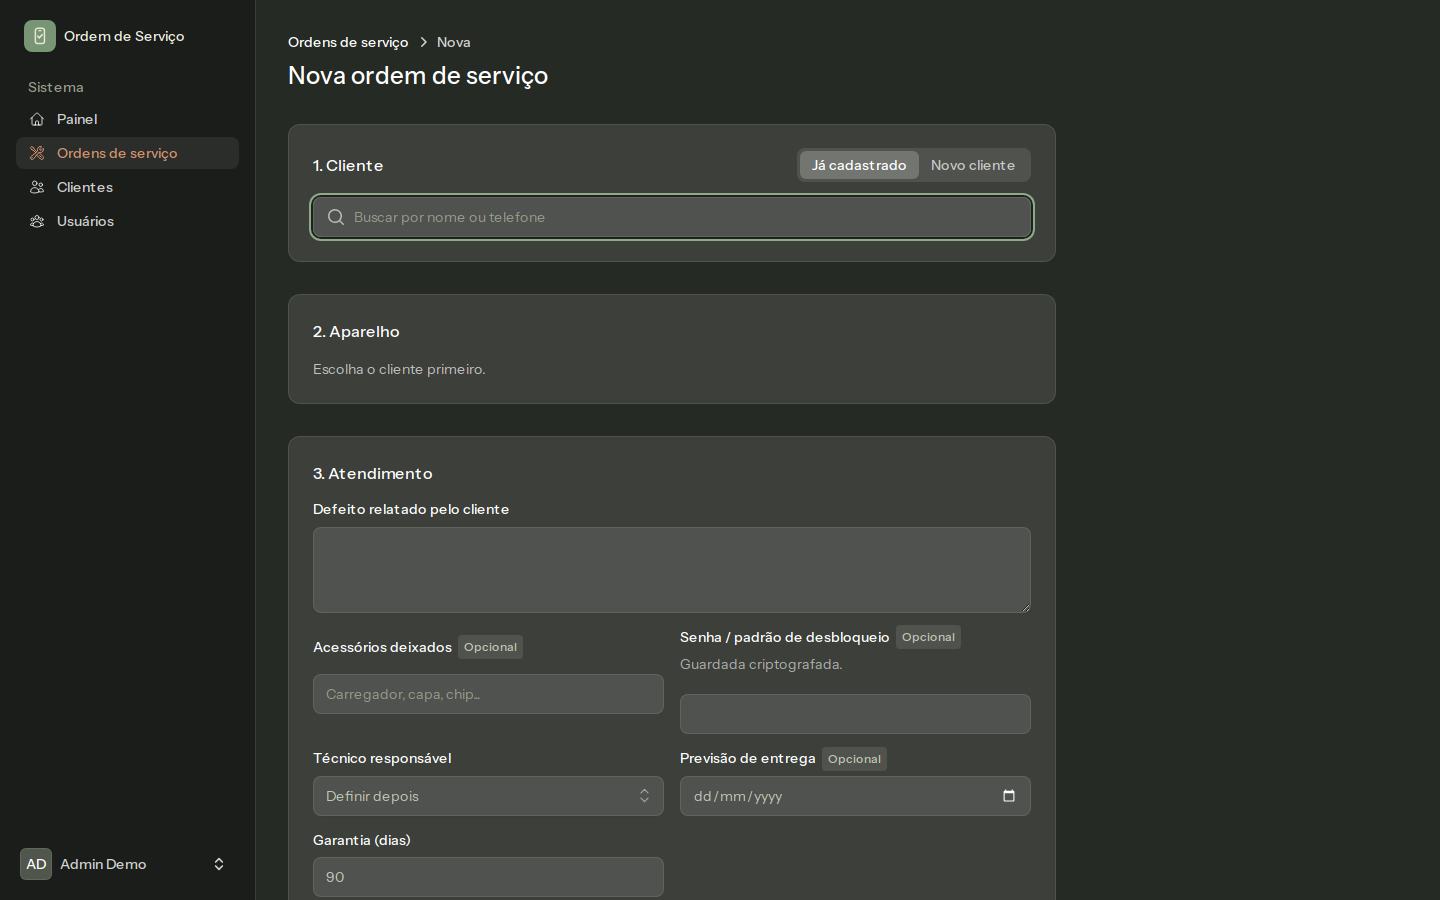 Ordem de Serviço
Sistema
Painel
Ordens de serviço
Clientes
Usuários
AD
Admin Demo
Ordens de serviço
Nova
Nova ordem de serviço
1. Cliente
Já cadastrado
Novo cliente
Buscar por nome ou telefone
2. Aparelho
Escolha o cliente primeiro.
3. Atendimento
Defeito relatado pelo cliente
Acessórios deixados Opcional
Carregador, capa, chip...
Senha / padrão de desbloqueio Opcional
Guardada criptografada.
Técnico responsável
Definir depois
Previsão de entrega Opcional
dd/mm/yyyy
Garantia (dias)
90